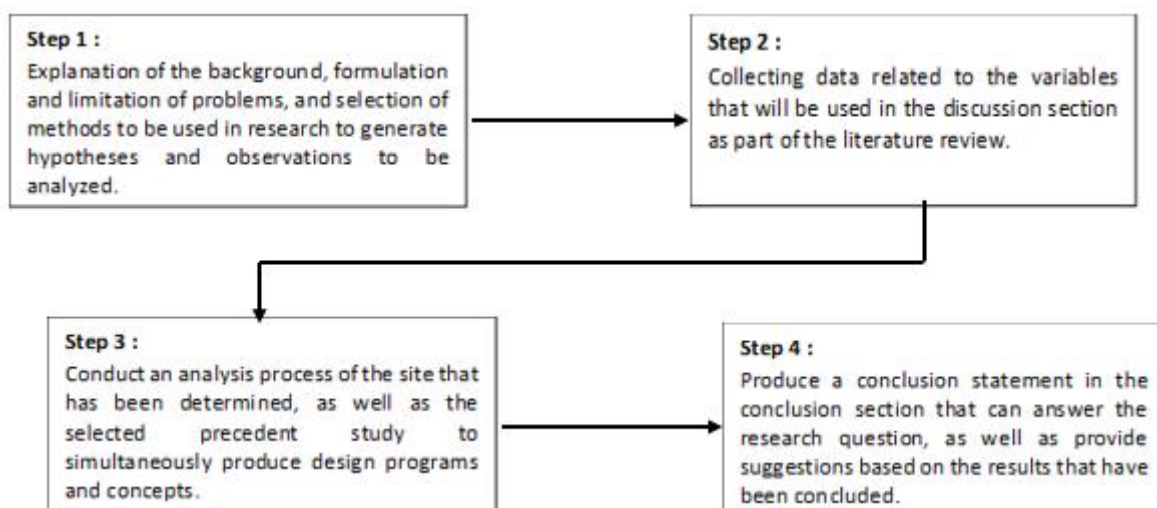 Step 1 :
Explanation of the background, formulation
and limitation of problems, and selection of
methods to be used in research to generate
hypotheses and observations to be
analyzed.
Step 2 :
Collecting data related to the variables
that will be used in the discussion section
as part of the literature review.
Step 3 :
Conduct an analysis process of the site that
has been determined, as well as the
selected precedent study to
simultaneously produce design programs
and concepts.
Step 4 :
Produce a conclusion statement in the
conclusion section that can answer the
research question, as well as provide
suggestions based on the results that have
been concluded.